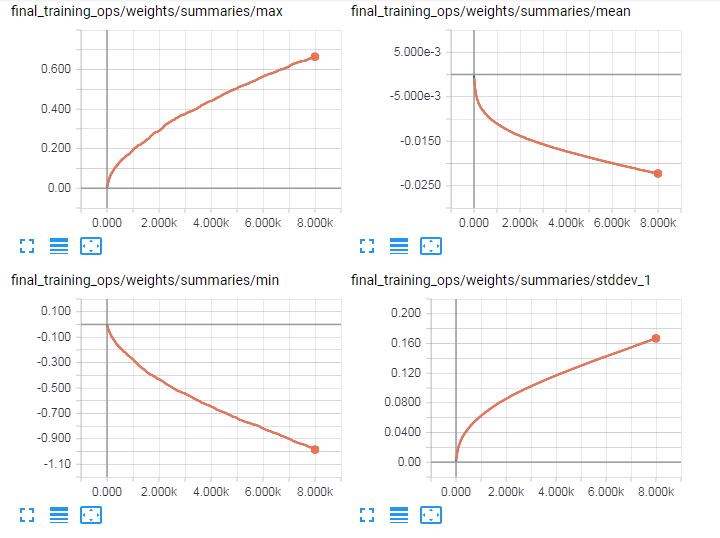 final_training_ops/weights/summaries/max
0.600
0.400
0.200
0.00
0.000 2.000k 4.000k 6.000k 8.000k
final_training_ops/weights/summaries/mean
5.000e-3
-5.000e-3
-0.0150
-0.0250
0.000 2.000k 4.000k 6.000k 8.000k
final_training_ops/weights/summaries/min
0.100
-0.100
-0.300
-0.500
-0.700
-0.900
-1.10
0.000 2.000k 4.000k 6.000k 8.000k
final_training_ops/weights/summaries/stddev_1
0.200
0.160
0.120
0.0800
0.0400
0.00
0.000 2.000k 4.000k 6.000k 8.000k